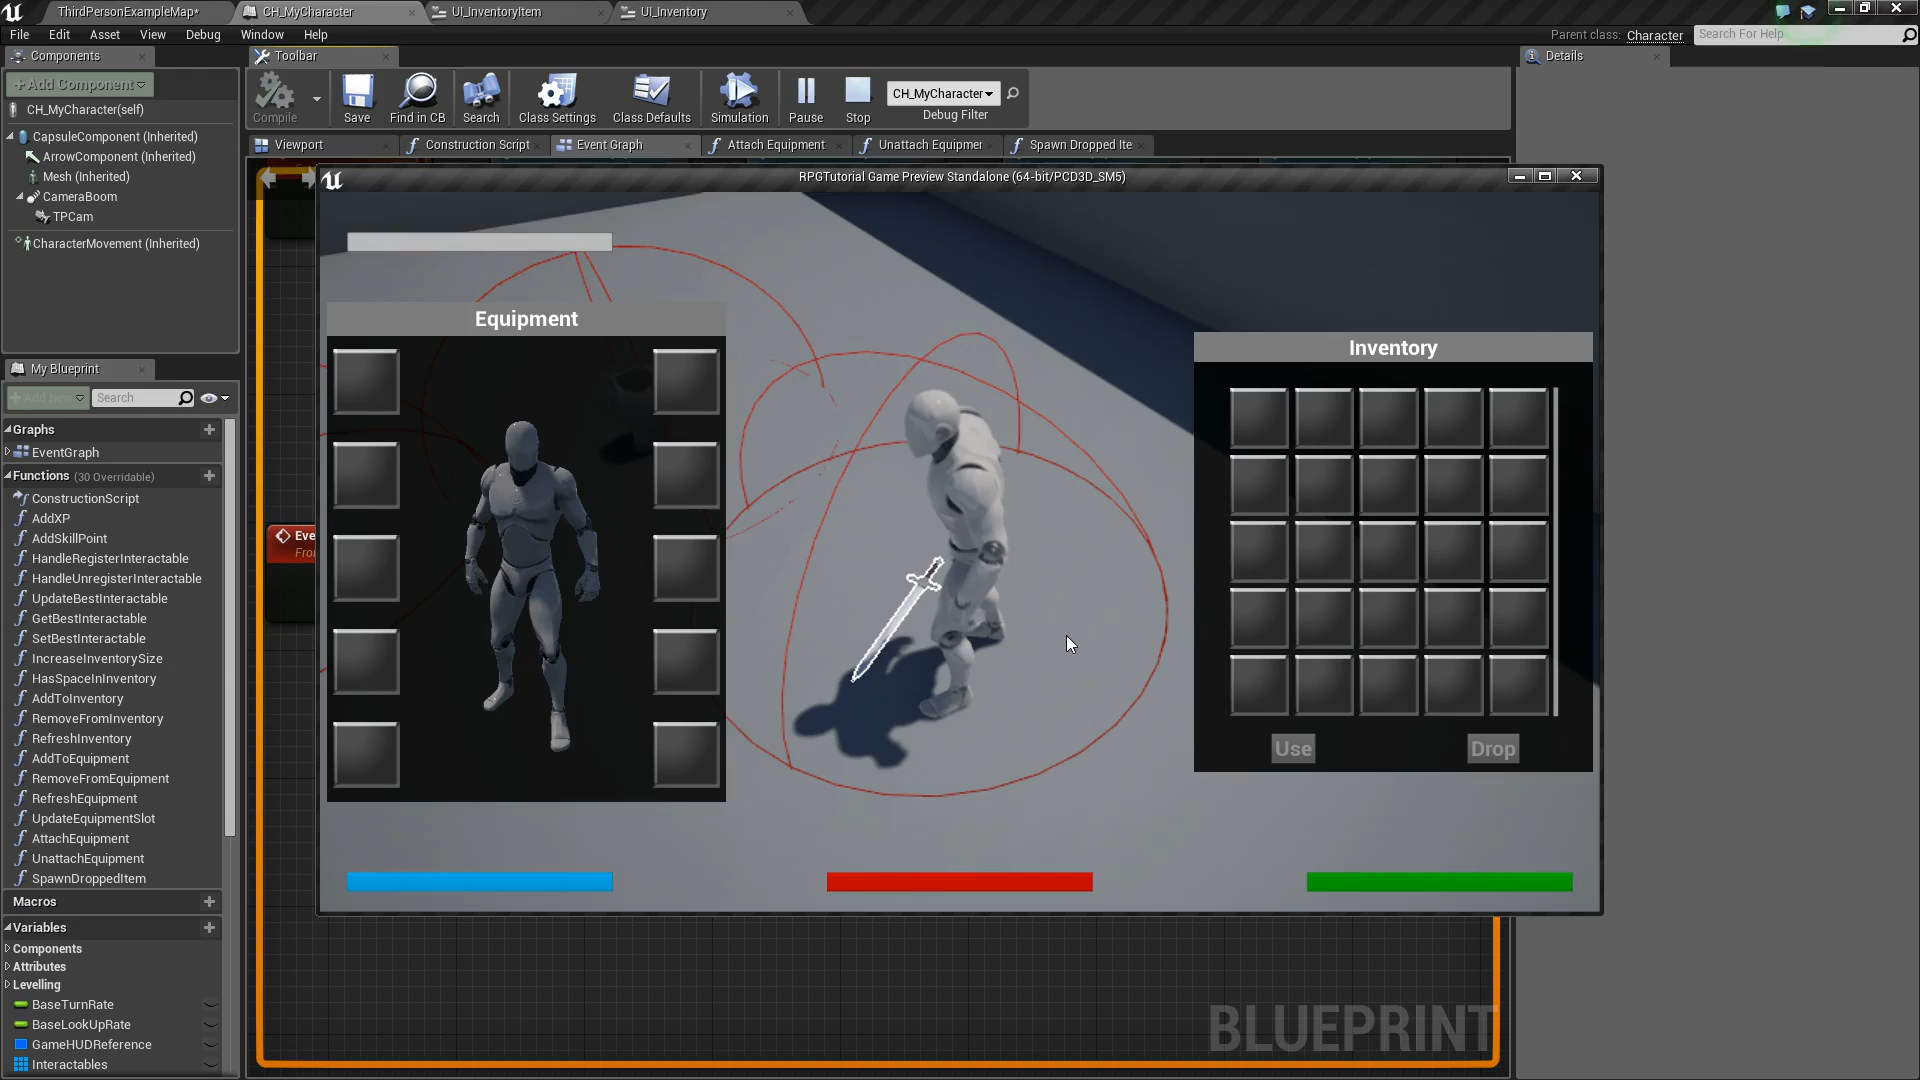 ThirdPersonExampleMap*
CH_MyCharacter
UI_InventoryItem
UI_Inventory
File Edit Asset View Debug Window Help
Parent class: Character
Search For Help
Components
Toolbar
Details
+Add Component
CH_MyCharacter(self)
CapsuleComponent (Inherited)
ArrowComponent (Inherited)
Mesh (Inherited)
CameraBoom
TPCam
CharacterMovement (Inherited)
Compile
Save
Find in CB
Search
Class Settings
Class Defaults
Simulation
Pause
Stop
CH_MyCharacter
Debug Filter
Viewport
Construction Script
Event Graph
Attach Equipment
Unattach Equipmer
Spawn Dropped Ite
RPGTutorial Game Preview Standalone (64-bit/PCD3D_SM5)
Equipment
Inventory
Use
Drop
Eve
Fro
My Blueprint
+Add New
Search
Graphs
EventGraph
Functions (30 Overridable)
ConstructionScript
AddXP
AddSkillPoint
HandleRegisterInteractable
HandleUnregisterInteractable
UpdateBestInteractable
GetBestInteractable
SetBestInteractable
IncreaseInventorySize
HasSpaceInInventory
AddToInventory
RemoveFromInventory
RefreshInventory
AddToEquipment
RemoveFromEquipment
RefreshEquipment
UpdateEquipmentSlot
AttachEquipment
UnattachEquipment
SpawnDroppedItem
Macros
Variables
Components
Attributes
Levelling
BaseTurnRate
BaseLookUpRate
GameHUDReference
Interactables
BLUEPRINT